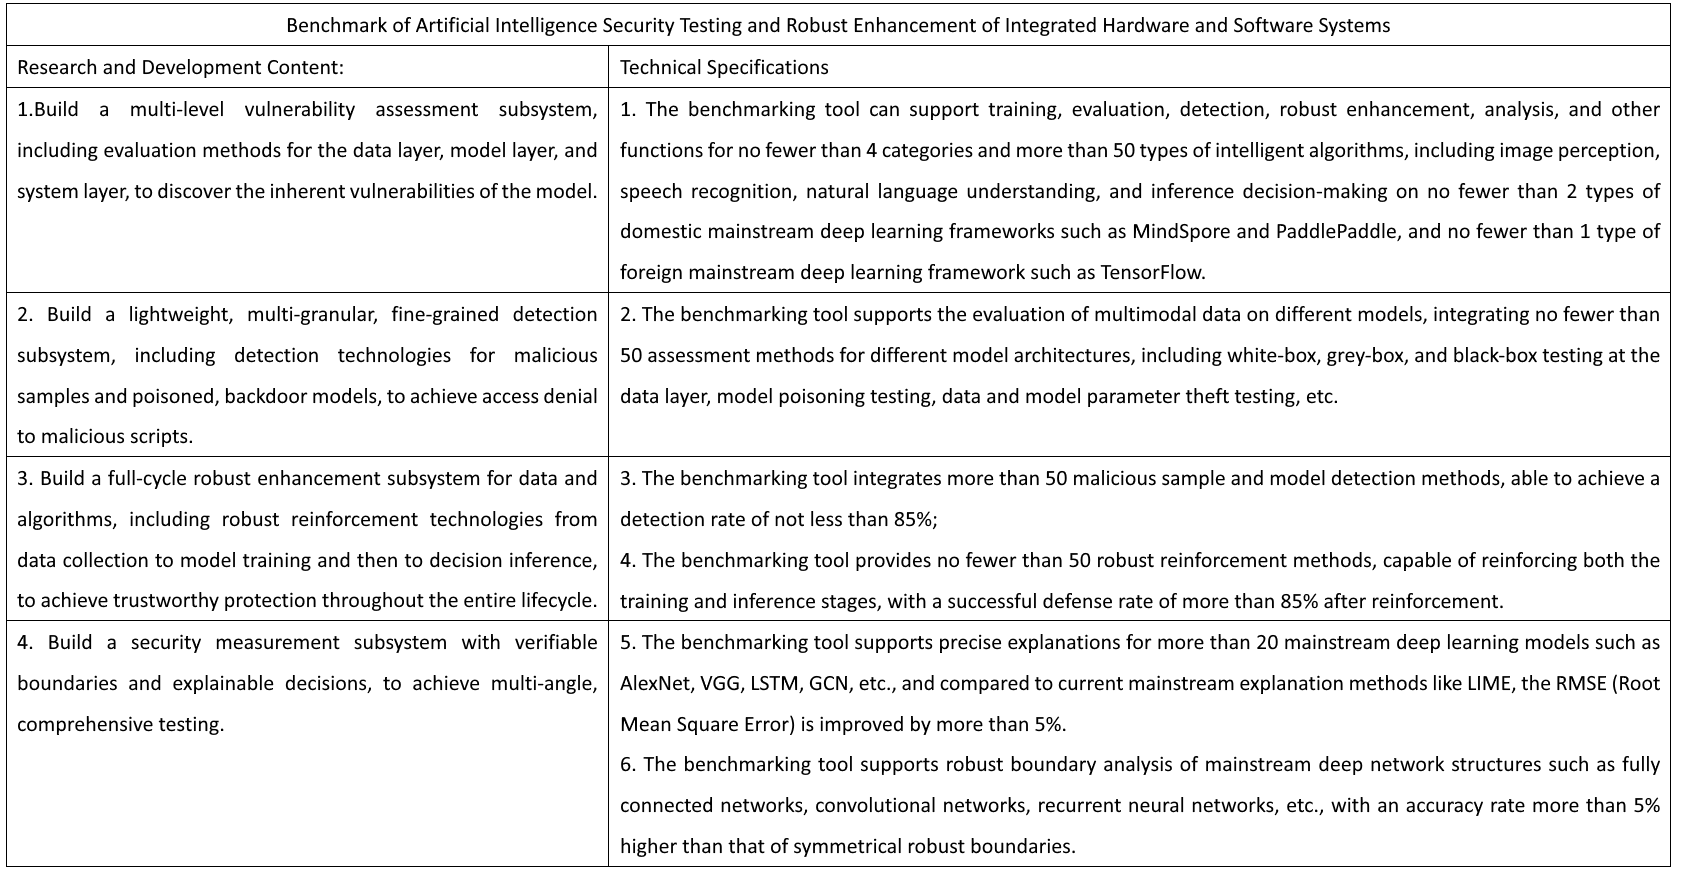 Benchmark of Artificial Intelligence Security Testing and Robust Enhancement of Integrated Hardware and Software Systems
Research and Development Content:
Technical Specifications
1.Build a multi-level vulnerability assessment subsystem,
including evaluation methods for the data layer, model layer, and
system layer, to discover the inherent vulnerabilities of the model.
1. The benchmarking tool can support training, evaluation, detection, robust enhancement, analysis, and other
functions for no fewer than 4 categories and more than 50 types of intelligent algorithms, including image perception,
speech recognition, natural language understanding, and inference decision-making on no fewer than 2 types of
domestic mainstream deep learning frameworks such as MindSpore and PaddlePaddle, and no fewer than 1 type of
foreign mainstream deep learning framework such as TensorFlow.
2. Build a lightweight, multi-granular, fine-grained detection
subsystem, including detection technologies for malicious
samples and poisoned, backdoor models, to achieve access denial
to malicious scripts.
2. The benchmarking tool supports the evaluation of multimodal data on different models, integrating no fewer than
50 assessment methods for different model architectures, including white-box, grey-box, and black-box testing at the
data layer, model poisoning testing, data and model parameter theft testing, etc.
3. Build a full-cycle robust enhancement subsystem for data and
algorithms, including robust reinforcement technologies from
data collection to model training and then to decision inference,
to achieve trustworthy protection throughout the entire lifecycle.
3. The benchmarking tool integrates more than 50 malicious sample and model detection methods, able to achieve a
detection rate of not less than 85%;
4. The benchmarking tool provides no fewer than 50 robust reinforcement methods, capable of reinforcing both the
training and inference stages, with a successful defense rate of more than 85% after reinforcement.
4. Build a security measurement subsystem with verifiable
boundaries and explainable decisions, to achieve multi-angle,
comprehensive testing.
5. The benchmarking tool supports precise explanations for more than 20 mainstream deep learning models such as
AlexNet, VGG, LSTM, GCN, etc., and compared to current mainstream explanation methods like LIME, the RMSE (Root
Mean Square Error) is improved by more than 5%.
6. The benchmarking tool supports robust boundary analysis of mainstream deep network structures such as fully
connected networks, convolutional networks, recurrent neural networks, etc., with an accuracy rate more than 5%
higher than that of symmetrical robust boundaries.